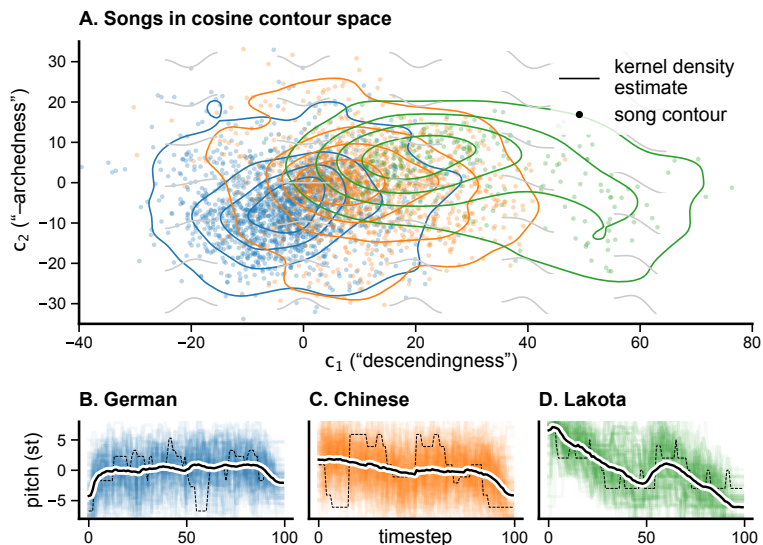 A. Songs in cosine contour space
kernel density
estimate
song contour
c₂ ("−archedness")
30
20
10
0
−10
−20
−30
−40
−20
0
20
40
60
80
c₁ ("descendingness")
B. German
C. Chinese
D. Lakota
pitch (st)
5
0
−5
0
50
100
0
100
timestep
0
50
100